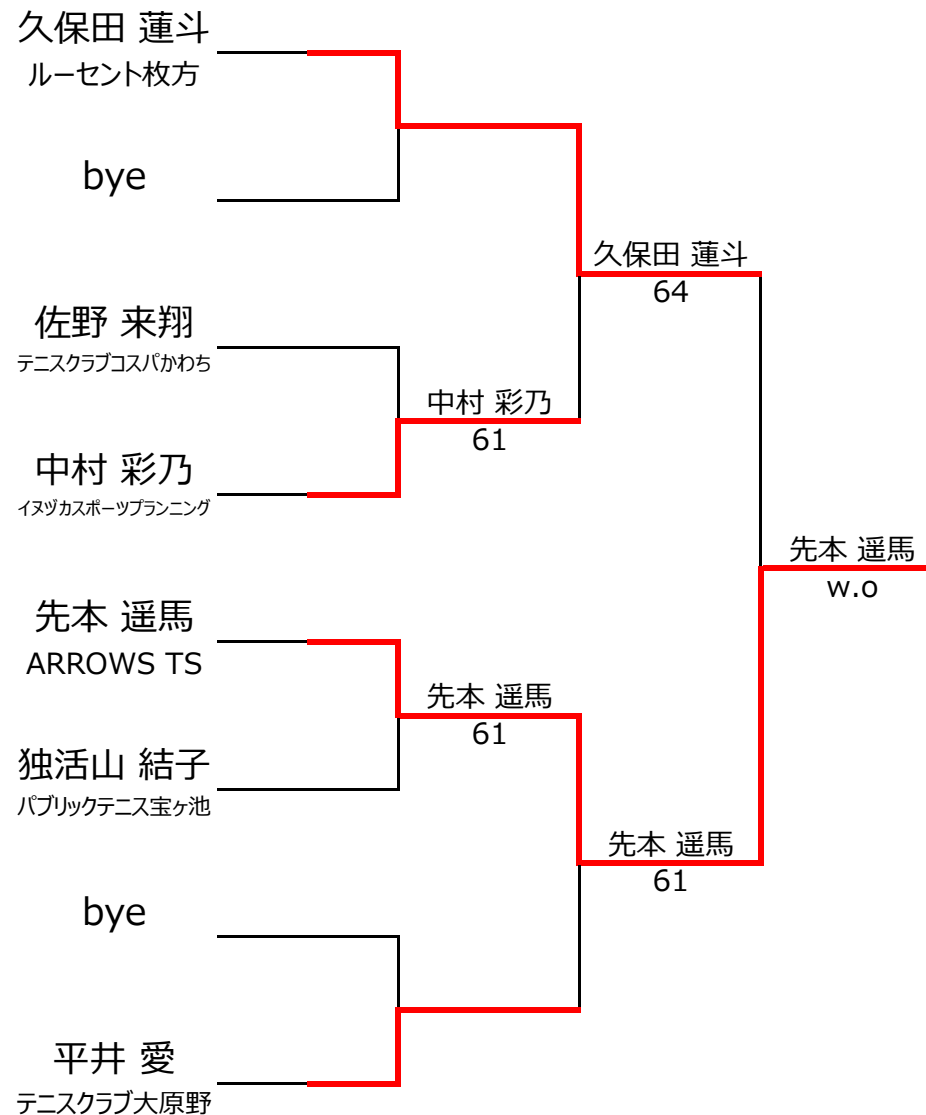 久保田 蓮斗
ルーセント枚方
bye
佐野 来翔
テニスクラブコスパかわち
中村 彩乃
イヌヅカスポーツプランニング
先本 遥馬
ARROWS TS
独活山 結子
パブリックテニス宝ヶ池
bye
平井 愛
テニスクラブ大原野
中村 彩乃
61
先本 遥馬
61
久保田 蓮斗
64
先本 遥馬
61
先本 遥馬
w.o